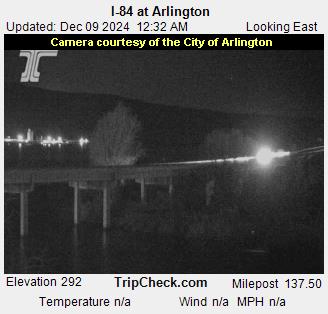 I-84 at Arlington
Updated: Dec 09 2024 12:32 AM Looking East
Camera courtesy of the City of Arlington
Elevation 292 TripCheck.com Milepost 137.50
Temperature n/a Wind n/a MPH n/a